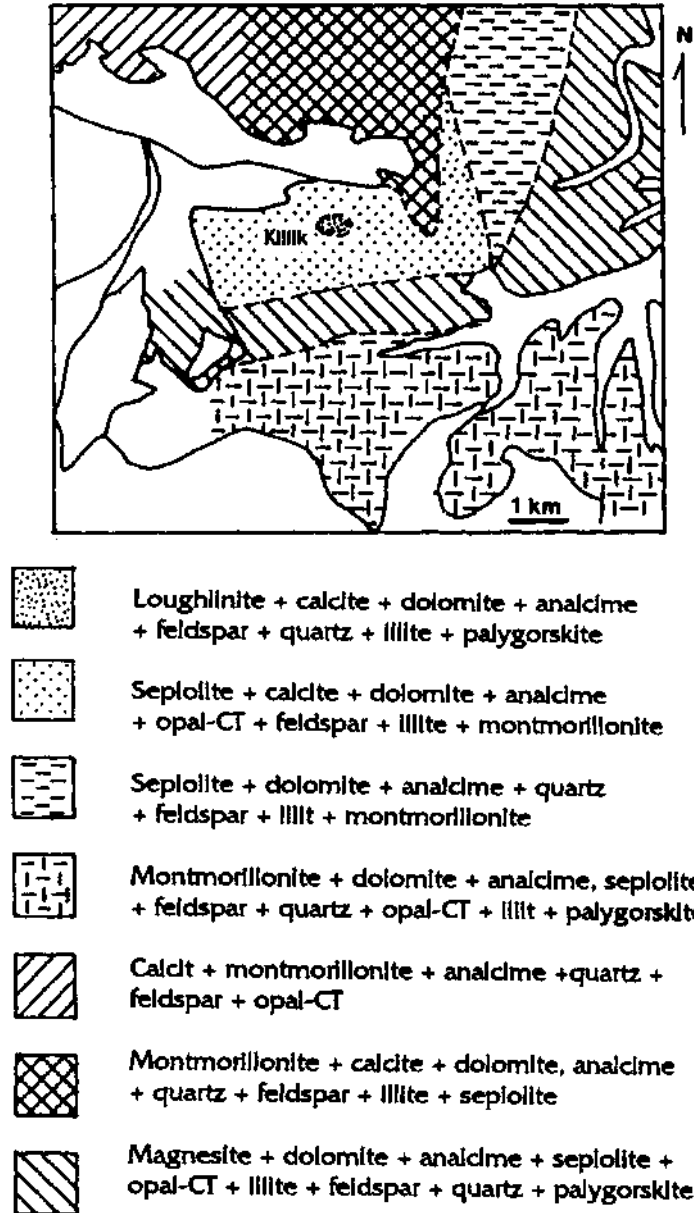 N
Killik
1 km
Loughlinite + calcite + dolomite + analcime
+ feldspar + quartz + illite + palygorskite
Sepiolite + calcite + dolomite + analcime
+ opal-CT + feldspar + illite + montmorillonite
Sepiolite + dolomite + analcime + quartz
+ feldspar + illit + montmorillonite
Montmorillonite + dolomite + analcime, sepiolite
+ feldspar + quartz + opal-CT + illit + palygorskite
Calcit + montmorillonite + analcime +quartz +
feldspar + opal-CT
Montmorillonite + calcite + dolomite, analcime
+ quartz + feldspar + illite + sepiolite
Magnesite + dolomite + analcime + sepiolite +
opal-CT + illite + feldspar + quartz + palygorskite